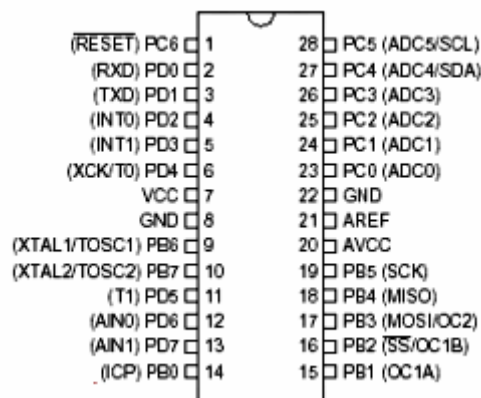 (RESET) PC6 1 28 PC5 (ADC5/SCL)
(RXD) PD0 2 27 PC4 (ADC4/SDA)
(TXD) PD1 3 26 PC3 (ADC3)
(INT0) PD2 4 25 PC2 (ADC2)
(INT1) PD3 5 24 PC1 (ADC1)
(XCK/T0) PD4 6 23 PC0 (ADC0)
VCC 7 22 GND
GND 8 21 AREF
(XTAL1/TOSC1) PB6 9 20 AVCC
(XTAL2/TOSC2) PB7 10 19 PB5 (SCK)
(T1) PD5 11 18 PB4 (MISO)
(AIN0) PD6 12 17 PB3 (MOSI/OC2)
(AIN1) PD7 13 16 PB2 (SS/OC1B)
(ICP) PB0 14 15 PB1 (OC1A)